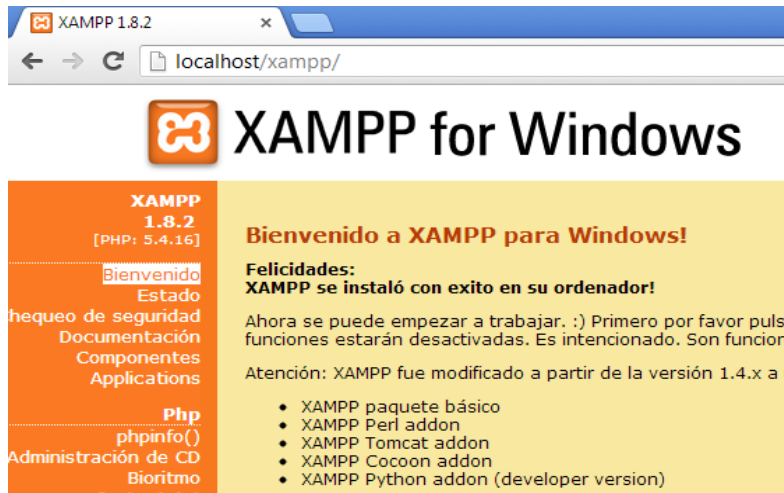 XAMPP 1.8.2
localhost/xampp/
XAMPP for Windows
XAMPP
1.8.2
[PHP: 5.4.16]
Bienvenido
Estado
hequeo de seguridad
Documentación
Componentes
Applications
Php
phpinfo()
Administración de CD
Bioritmo
Bienvenido a XAMPP para Windows!
Felicidades:
XAMPP se instaló con exito en su ordenador!
Ahora se puede empezar a trabajar. :) Primero por favor puls
funciones estarán desactivadas. Es intencionado. Son funcion
Atención: XAMPP fue modificado a partir de la versión 1.4.x a
• XAMPP paquete básico
• XAMPP Perl addon
• XAMPP Tomcat addon
• XAMPP Cocoon addon
• XAMPP Python addon (developer version)